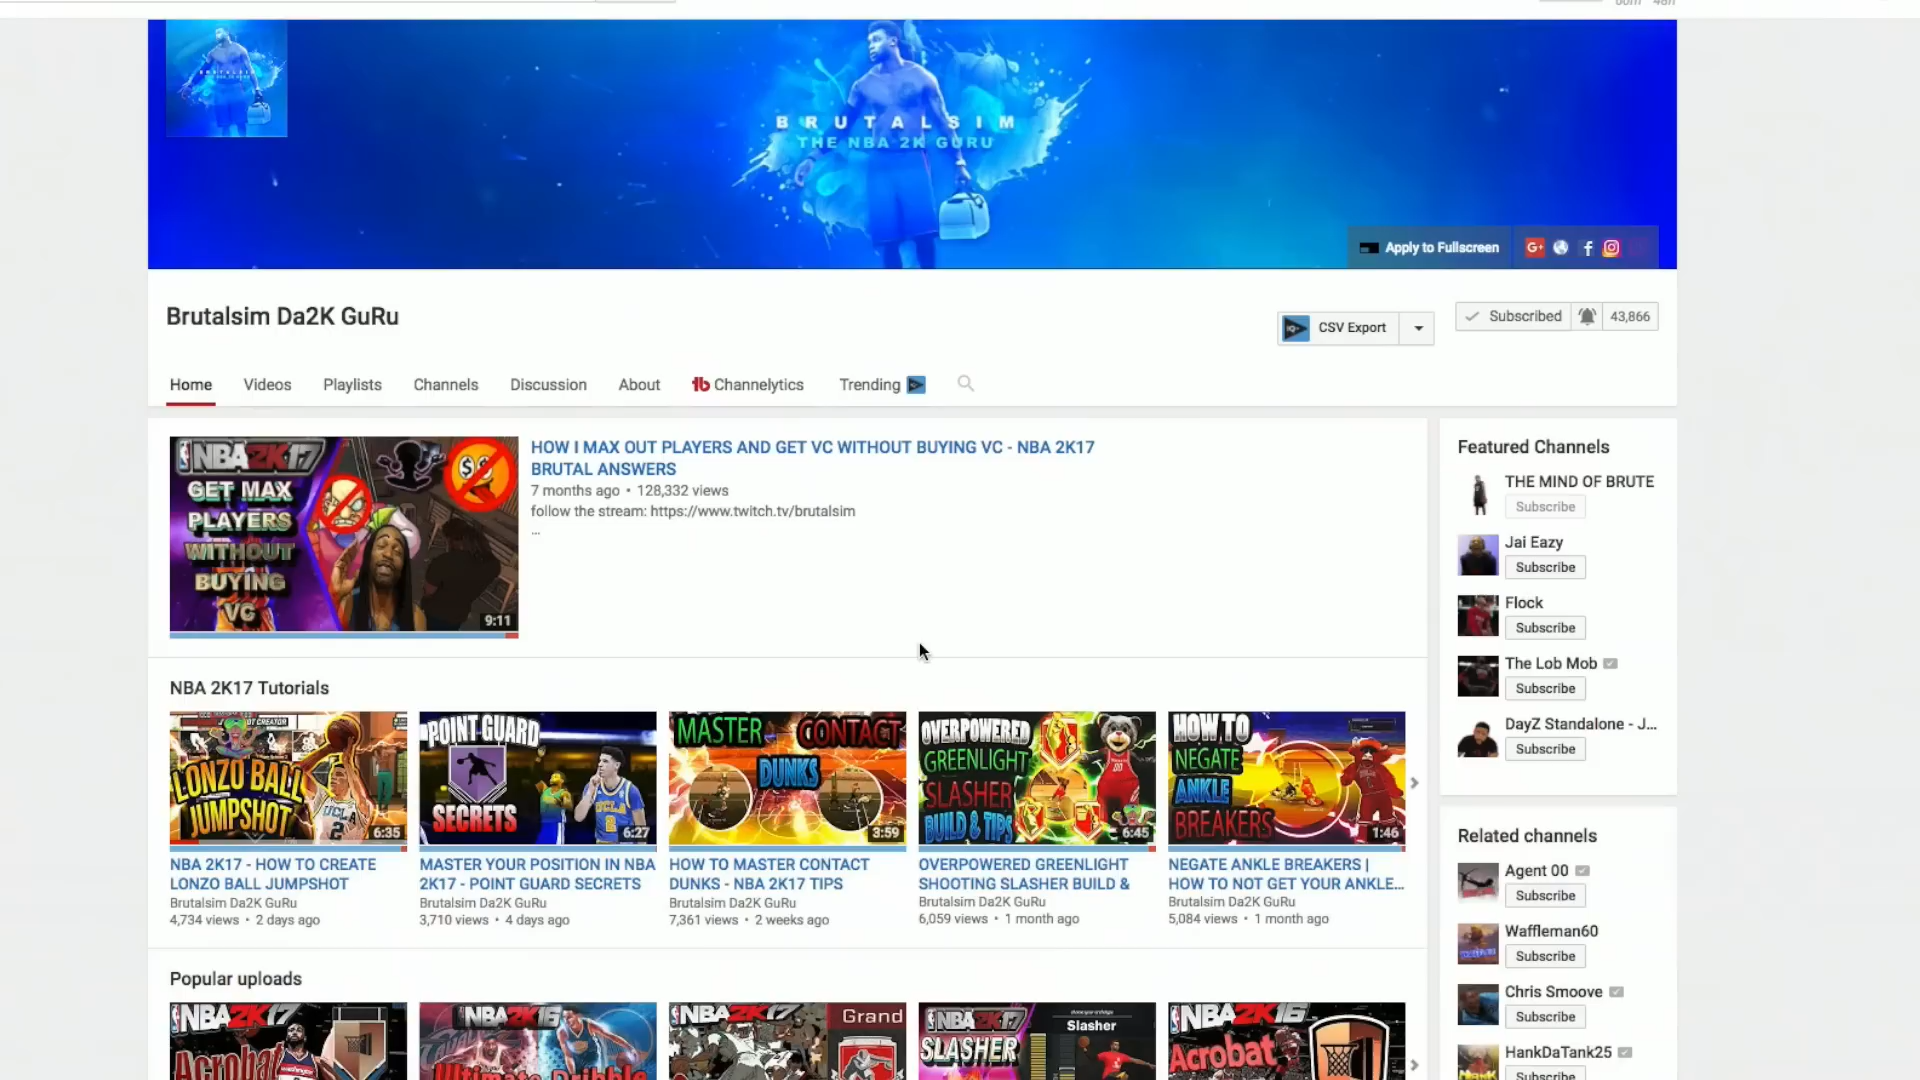 BRUTALSIM
THE NBA 2K GURU
Apply to Fullscreen
Brutalsim Da2K GuRu
CSV Export
Subscribed
43,866
Home
Videos
Playlists
Channels
Discussion
About
Channelytics
Trending
NBA 2K17
GET MAX
PLAYERS
WITHOUT
BUYING
VC
9:11
HOW I MAX OUT PLAYERS AND GET VC WITHOUT BUYING VC - NBA 2K17
BRUTAL ANSWERS
7 months ago • 128,332 views
follow the stream: https://www.twitch.tv/brutalsim
...
Featured Channels
THE MIND OF BRUTE
Subscribe
Jai Eazy
Subscribe
Flock
Subscribe
The Lob Mob
Subscribe
DayZ Standalone - J...
Subscribe
NBA 2K17 Tutorials
LONZO BALL
JUMPSHOT
UCLA
2
6:35
POINT GUARD
SECRETS
UCLA
2
6:27
MASTER CONTACT
DUNKS
3:59
OVERPOWERED
GREENLIGHT
SLASHER
BUILD & TIPS
6:45
HOW TO
NEGATE
ANKLE
BREAKERS
1:46
NBA 2K17 - HOW TO CREATE
LONZO BALL JUMPSHOT
Brutalsim Da2K GuRu
4,734 views • 2 days ago
MASTER YOUR POSITION IN NBA
2K17 - POINT GUARD SECRETS
Brutalsim Da2K GuRu
3,710 views • 4 days ago
HOW TO MASTER CONTACT
DUNKS - NBA 2K17 TIPS
Brutalsim Da2K GuRu
7,361 views • 2 weeks ago
OVERPOWERED GREENLIGHT
SHOOTING SLASHER BUILD &
Brutalsim Da2K GuRu
6,059 views • 1 month ago
NEGATE ANKLE BREAKERS |
HOW TO NOT GET YOUR ANKLE...
Brutalsim Da2K GuRu
5,084 views • 1 month ago
Related channels
Agent 00
Subscribe
Waffleman60
Subscribe
Chris Smoove
Subscribe
HankDaTank25
Subscribe
Popular uploads
NBA 2K17
Acrobat
NBA 2K16
Ultimate Dribble
NBA 2K17
Grand
NBA 2K17
SLASHER
Slasher
NBA 2K16
Acrobat